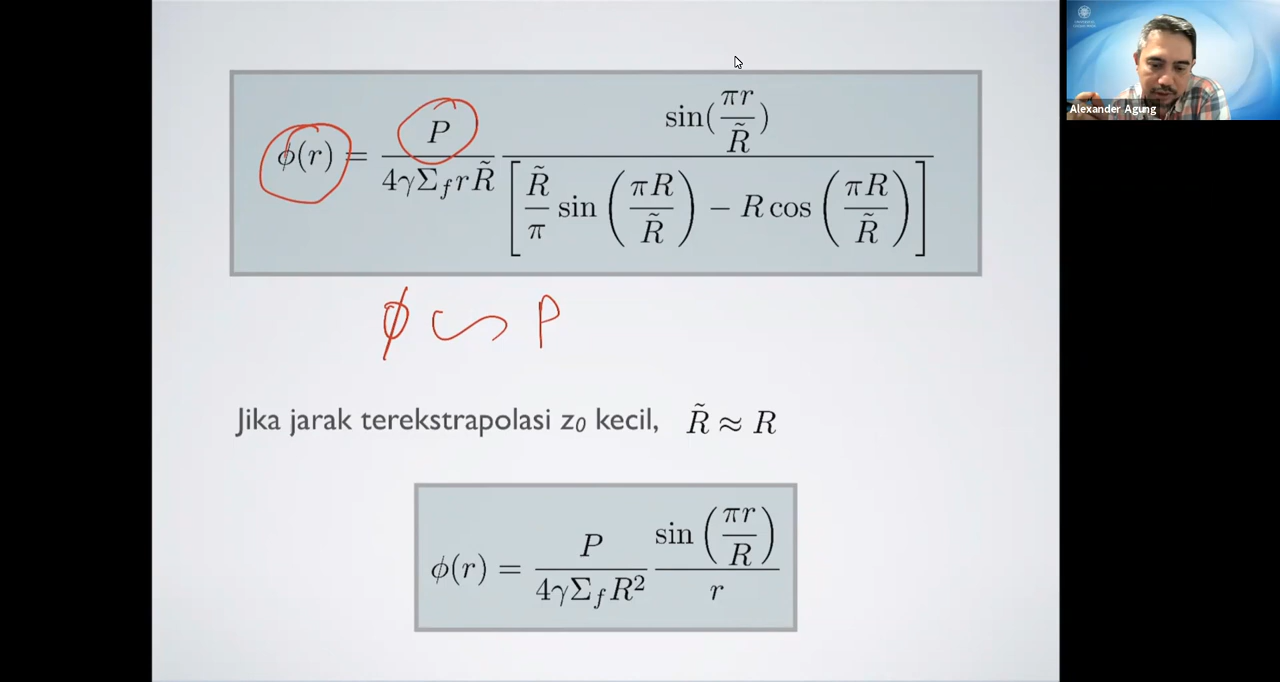 ϕ(r) = P / (4γΣ_f r R̃) · sin(πr/R̃) / [R̃/π sin(πR/R̃) − R cos(πR/R̃)]
ϕ ∽ P
Jika jarak terekstrapolasi z₀ kecil, R̃ ≈ R
ϕ(r) = P / (4γΣ_f R²) · sin(πr/R) / r
Alexander Agung